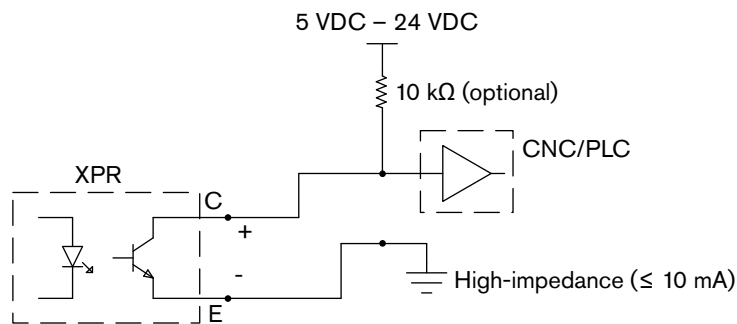 5 VDC – 24 VDC
10 kΩ (optional)
CNC/PLC
XPR
C
+
-
High-impedance (≤ 10 mA)
E